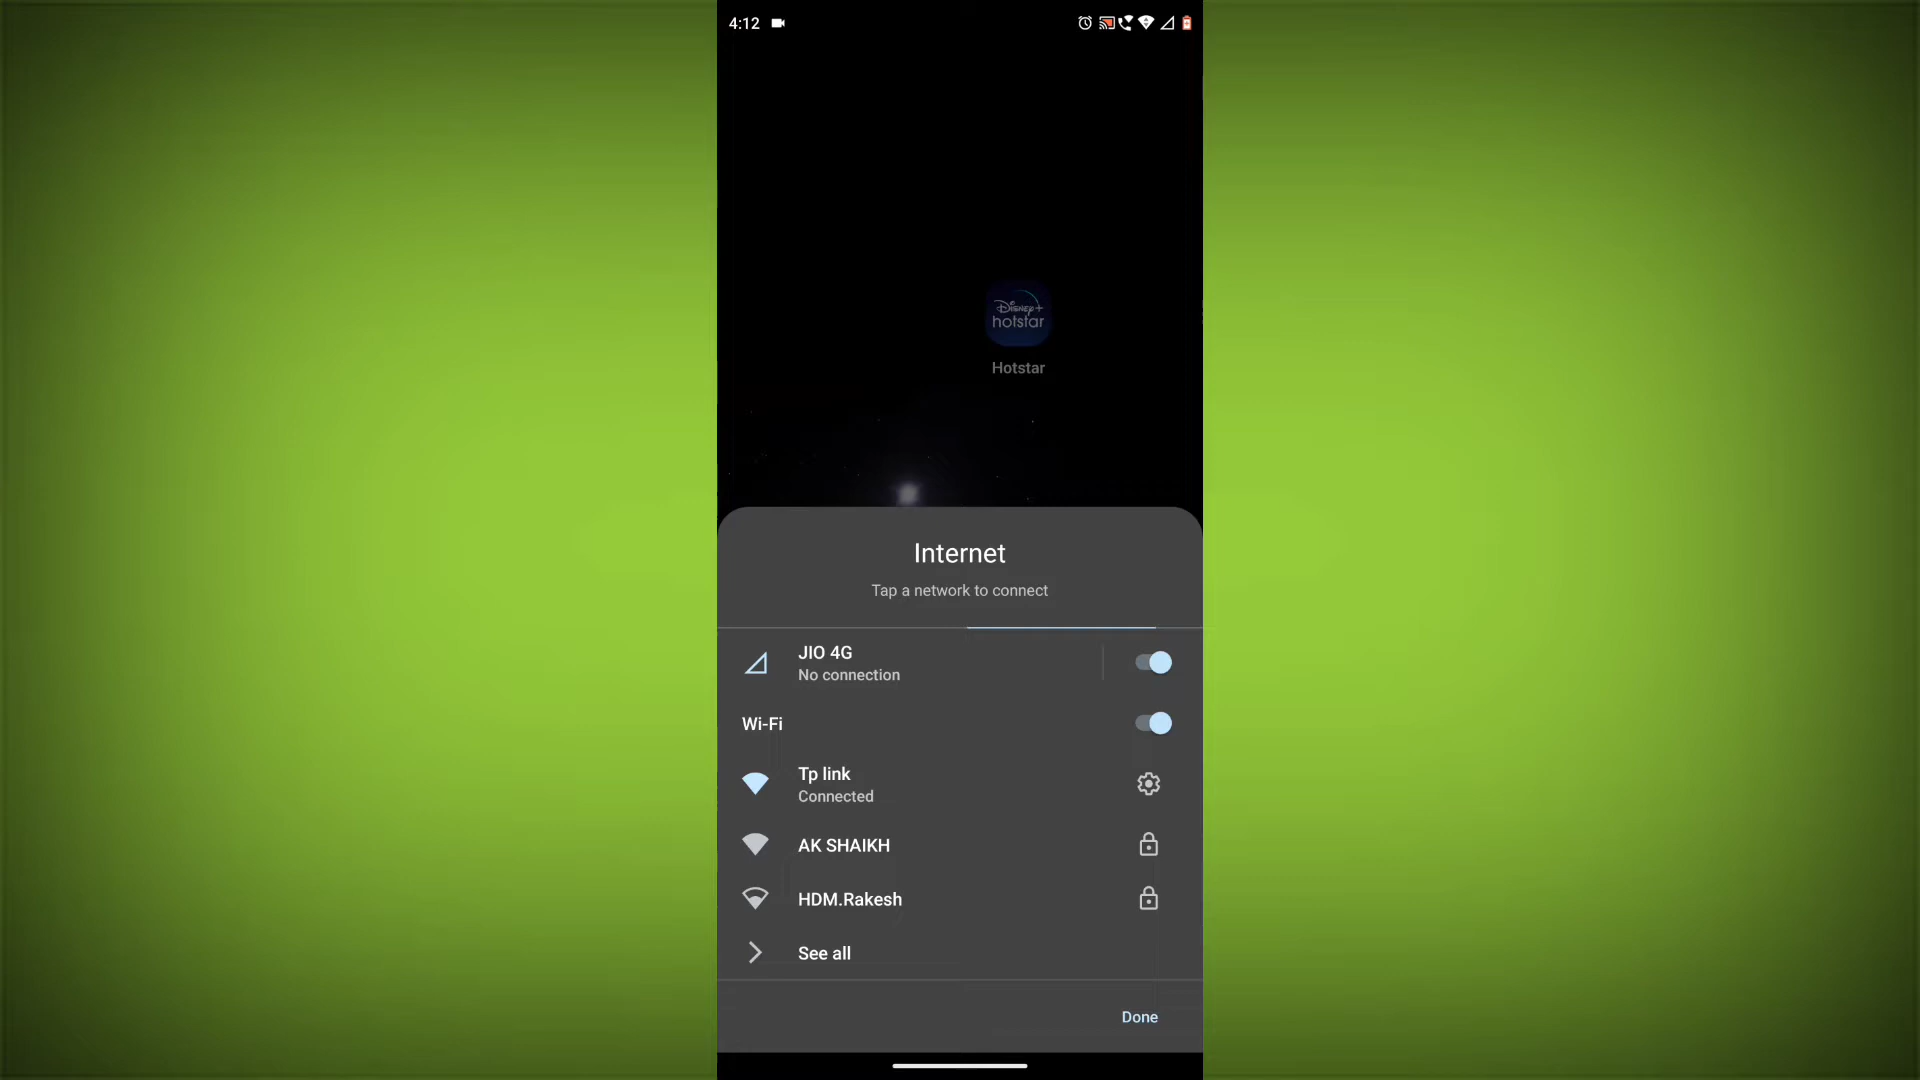 4:12
Disney+
hotstar
Hotstar
Internet
Tap a network to connect
JIO 4G
No connection
Wi-Fi
Tp link
Connected
AK SHAIKH
HDM.Rakesh
See all
Done